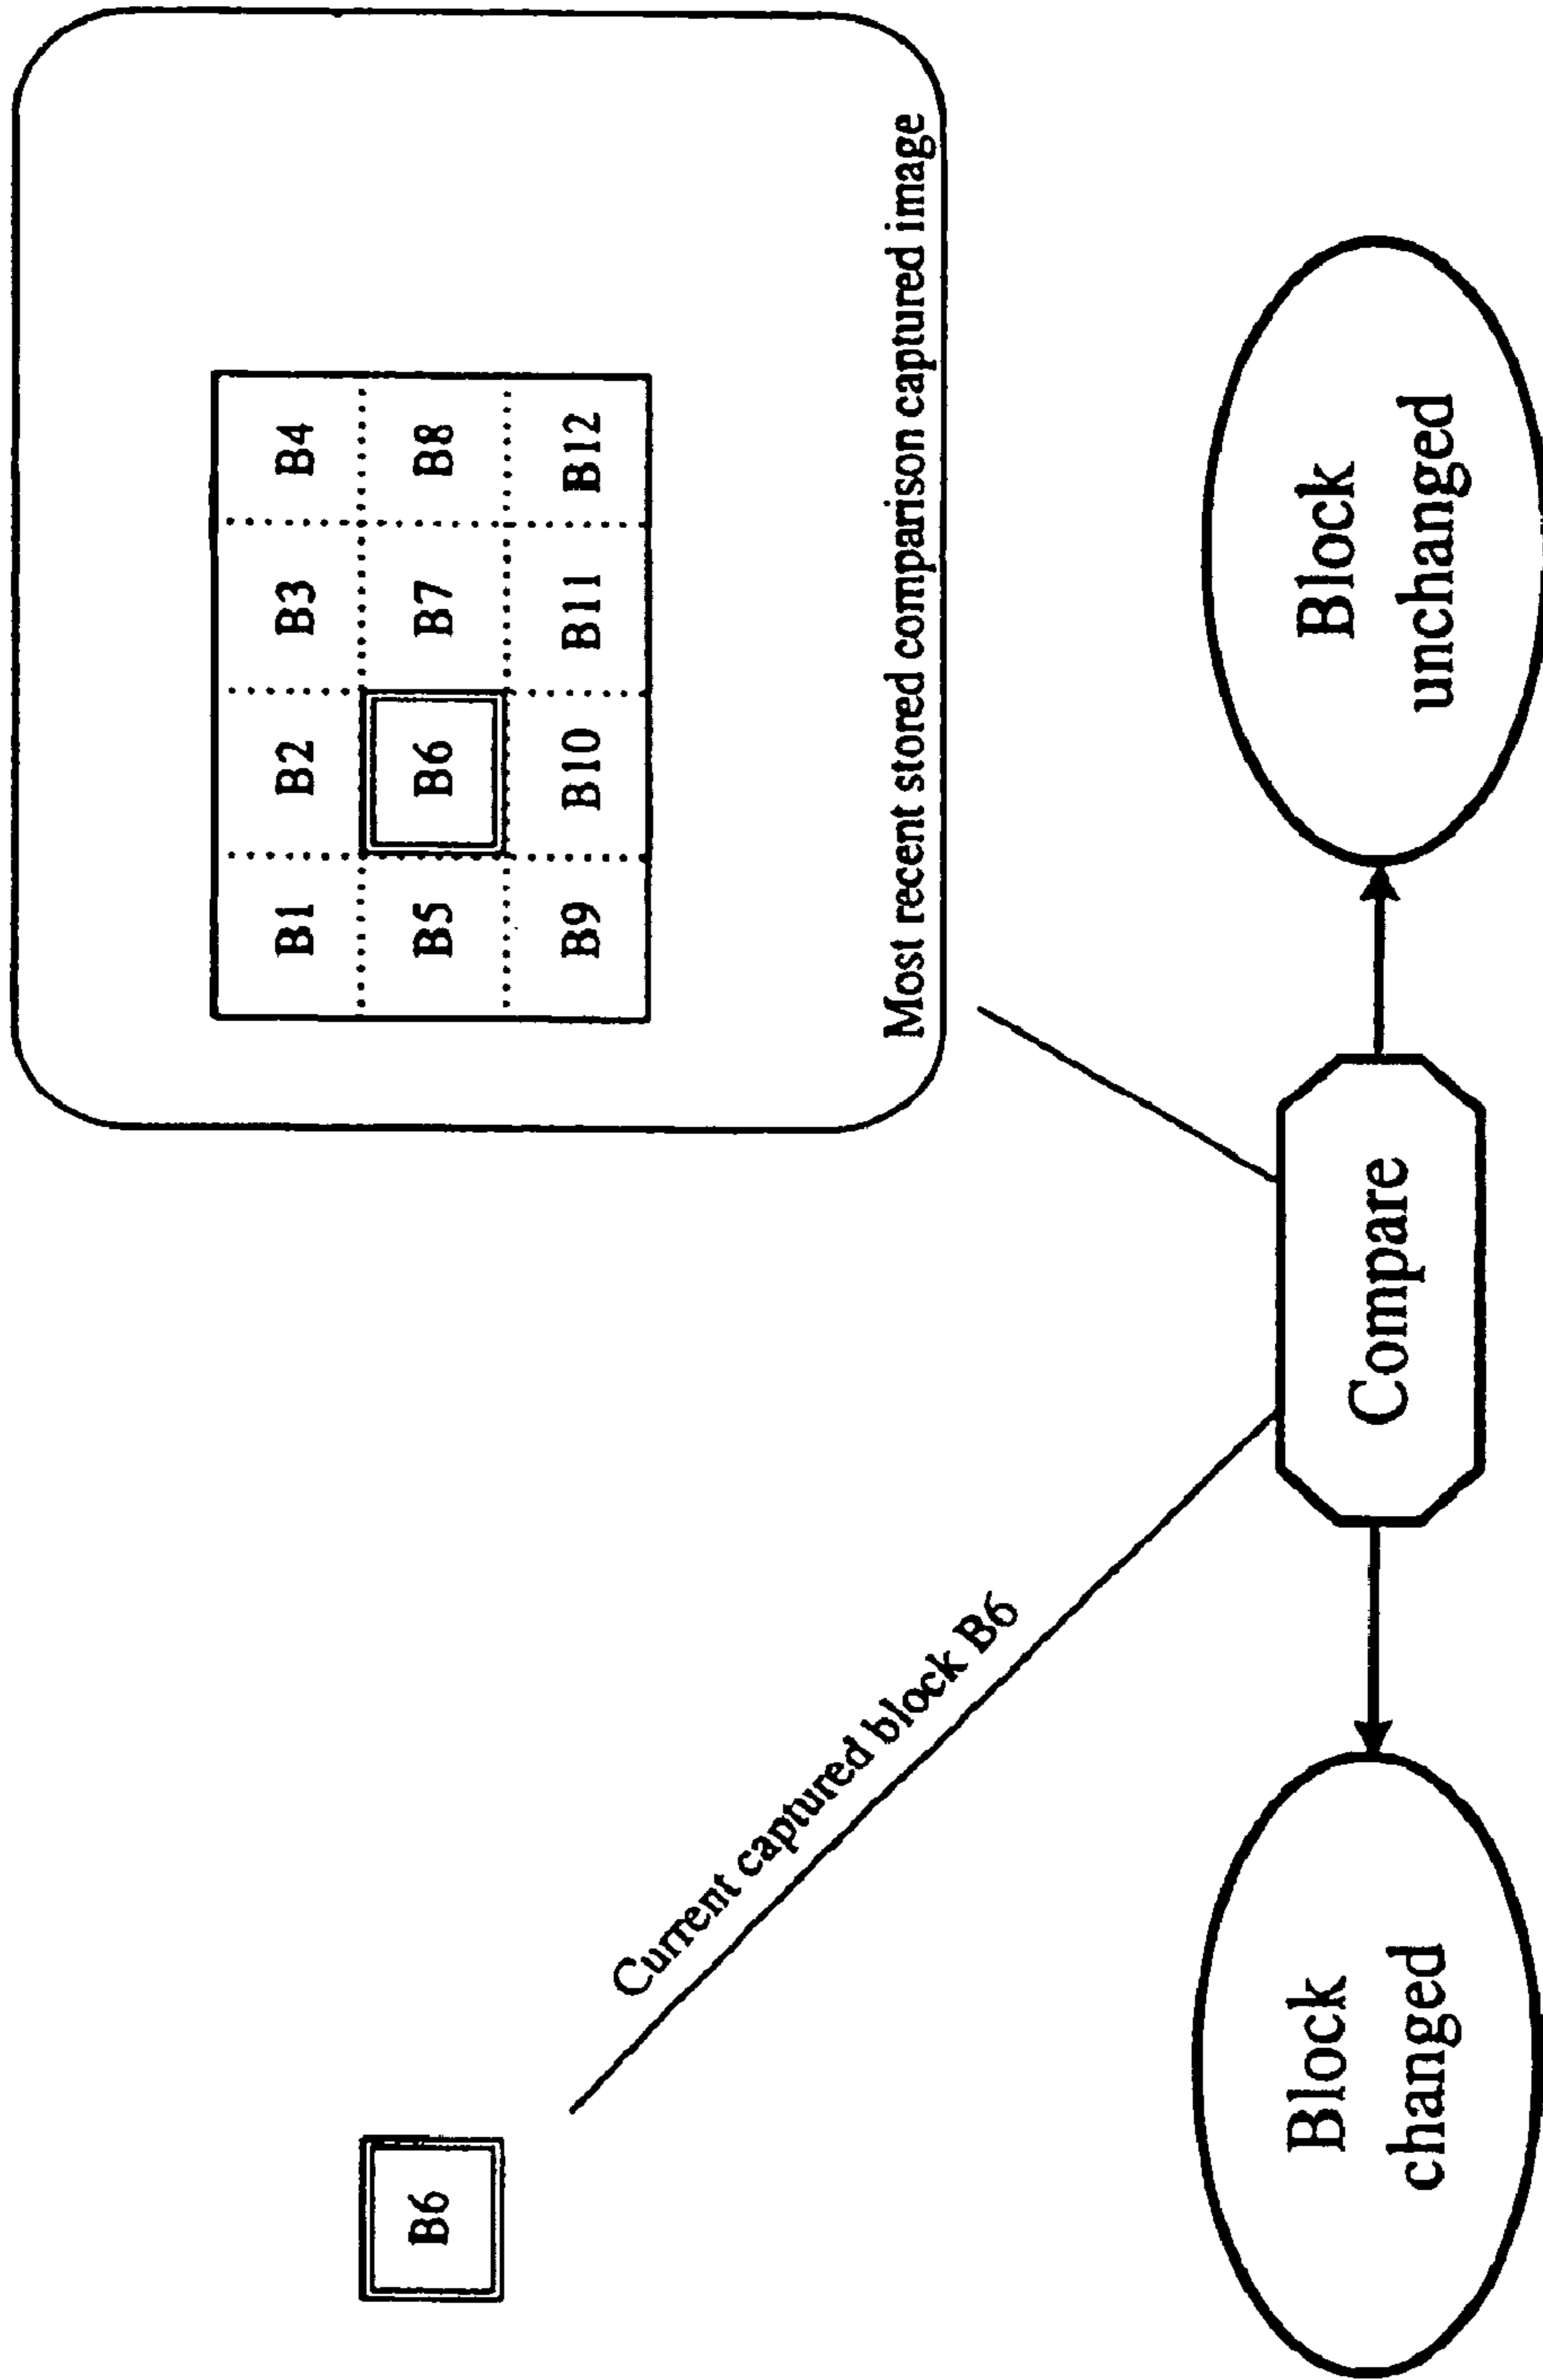 B6
B1 B2 B3 B4
B5 B6 B7 B8
B9 B10 B11 B12
Most recent stored comparison captured image
Current captured block B6
Compare
Block
changed
Block
unchanged